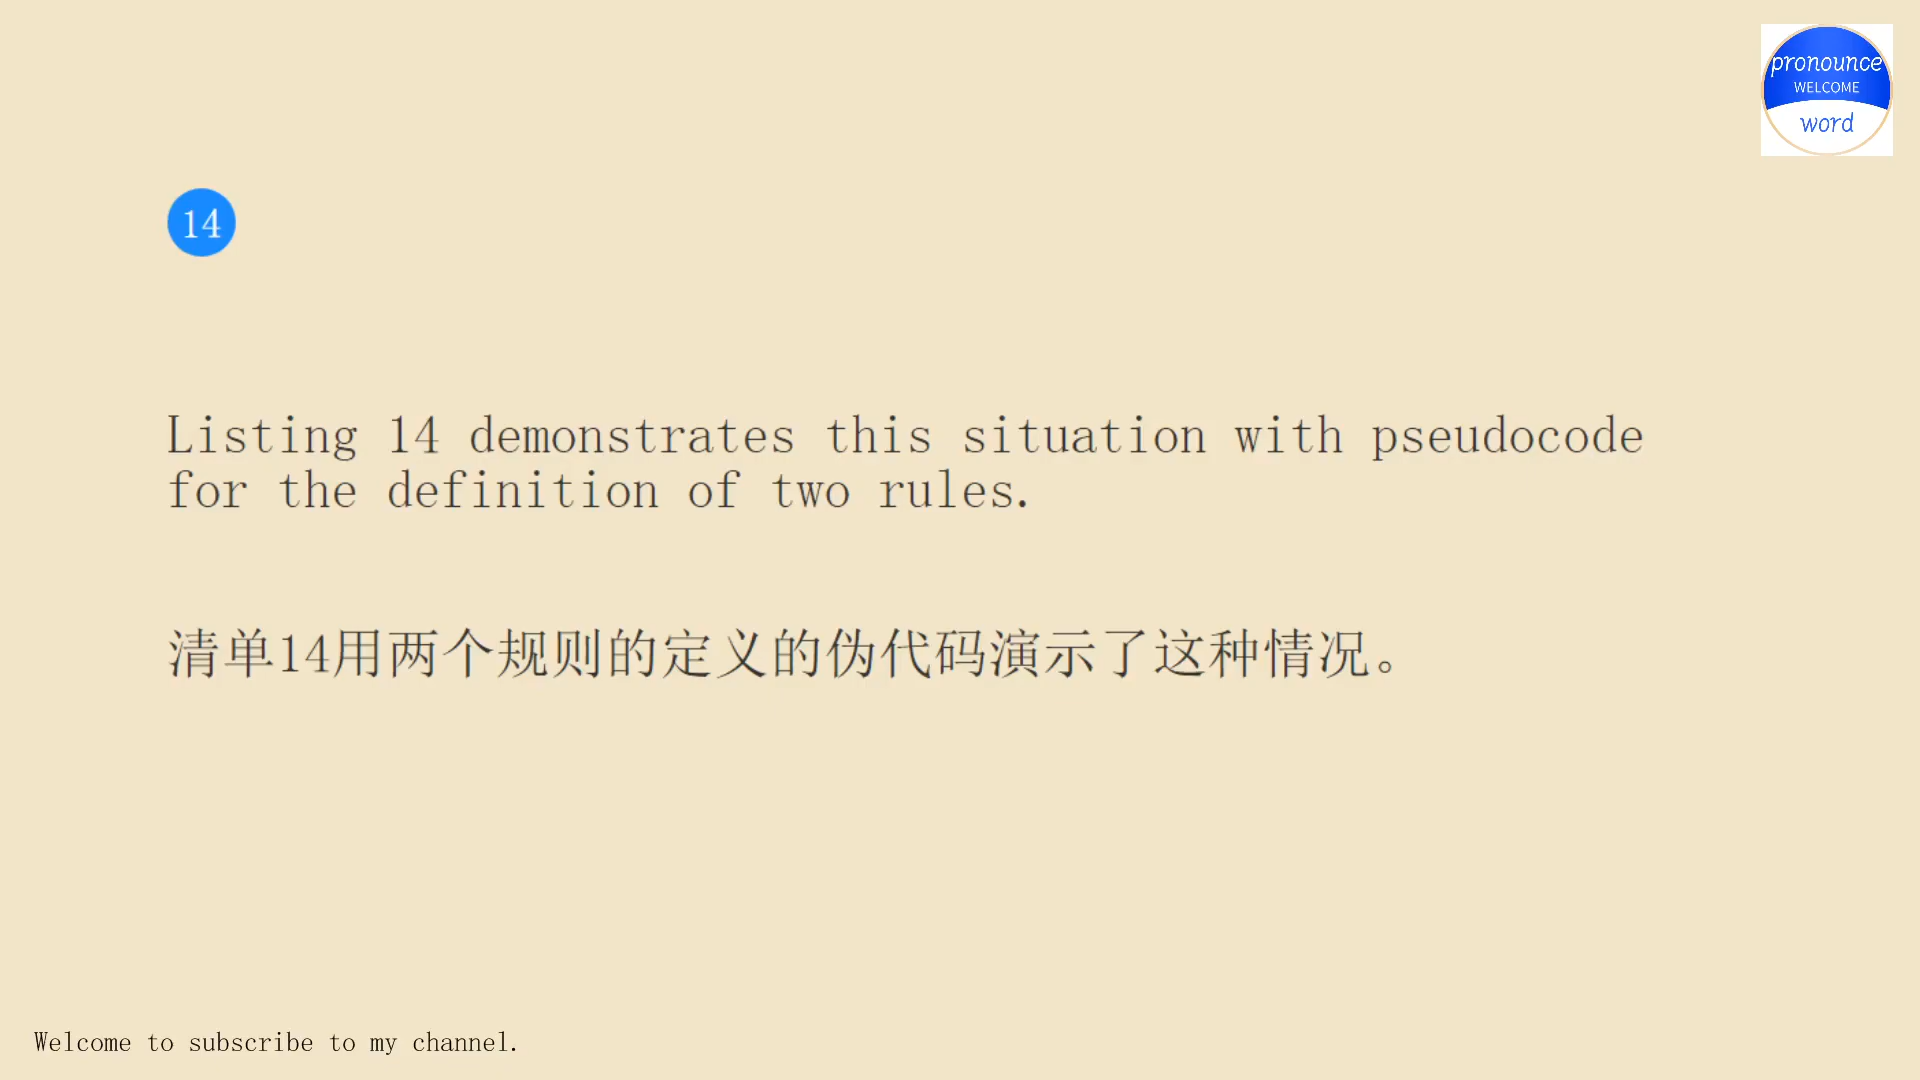 pronounce
WELCOME
word
14
Listing 14 demonstrates this situation with pseudocode
for the definition of two rules.
清单14用两个规则的定义的伪代码演示了这种情况。
Welcome to subscribe to my channel.